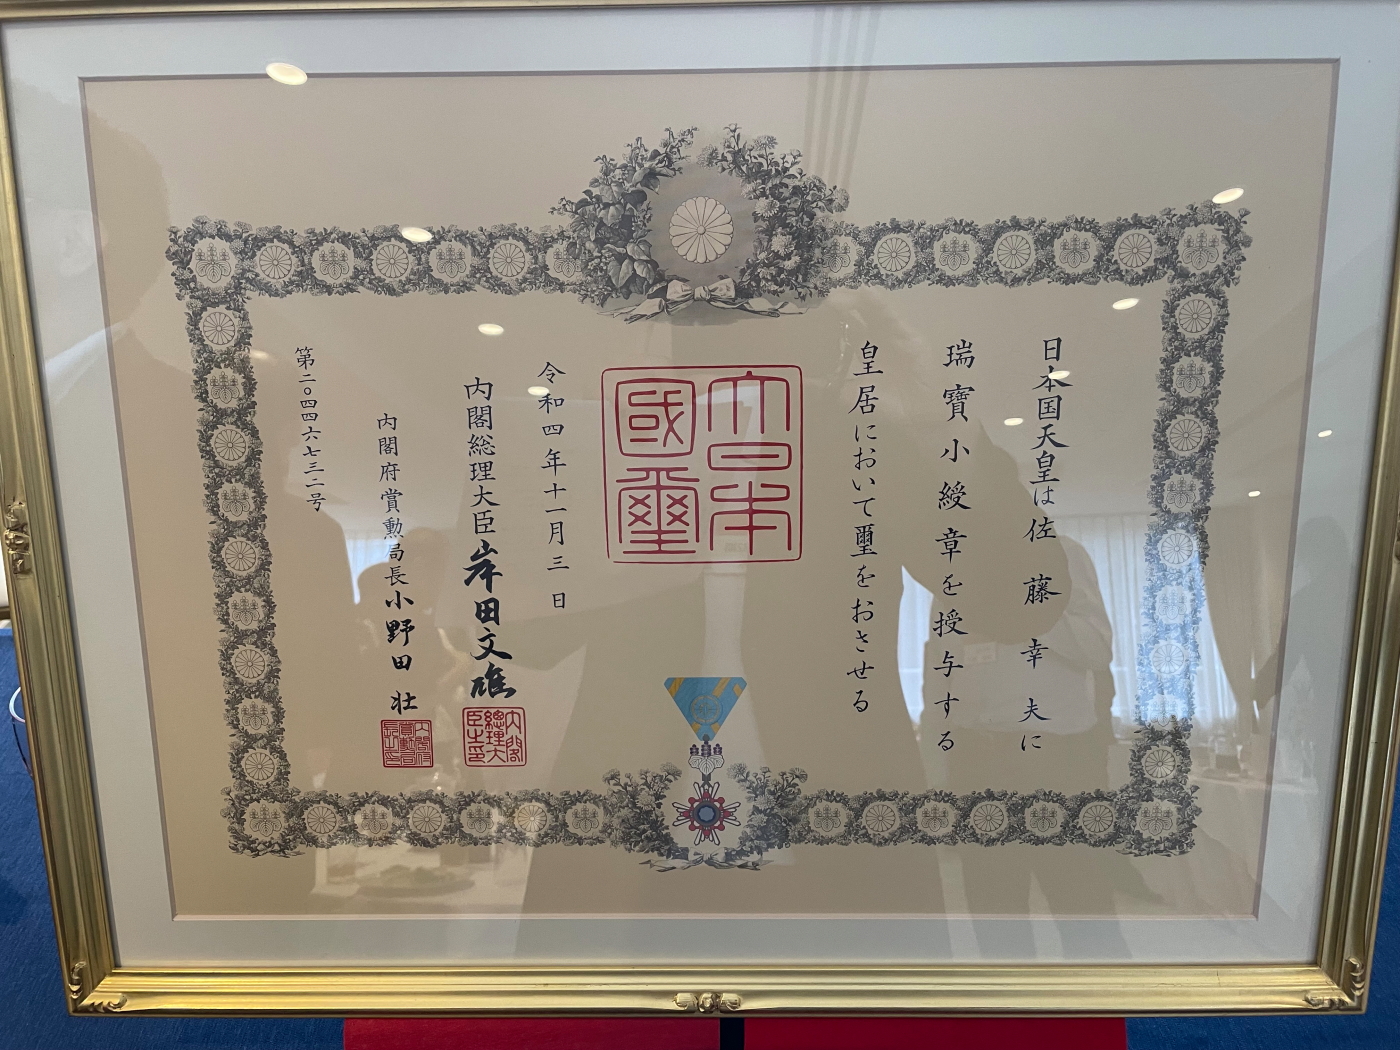 日本国天皇は佐藤幸夫に
瑞寶小綬章を授与する
皇居において璽をおさせる
大日本國璽
令和四年十一月三日
内閣総理大臣岸田文雄
内閣総理大臣之印
内閣府賞勲局長小野田壮
内閣府賞勲局長之印
第二〇四四六七三二号